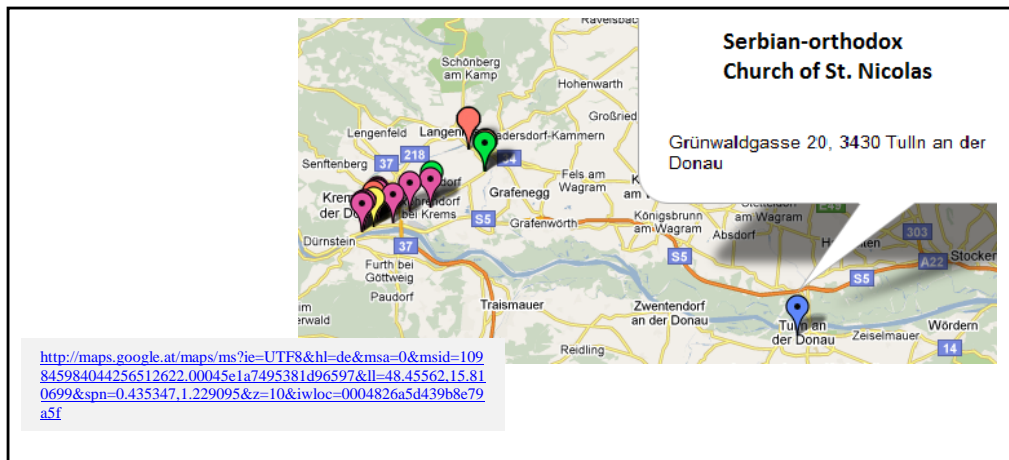 Serbian-orthodox
Church of St. Nicolas
Grünwaldgasse 20, 3430 Tulln an der
Donau
Ravelsbac
Schönberg
am Kamp
Hohenwarth
Großried
Lengenfeld
Langen
adersdorf-Kammern
218
37
Senftenberg
Fels am
Wagram
Grafenegg
bei Krems
S5
Grafenwörth
Königsbrunn
am Wagram
am Wagram
Absdorf
E49
303
Stocker
A22
S5
S5
Dürnstein
37
Furth bei
Göttweig
Paudorf
Traismauer
Zwentendorf
an der Donau
Tulln an
der Donau
Zeiselmauer
Wördern
14
Reidling
erwald
http://maps.google.at/maps/ms?ie=UTF8&hl=de&msa=0&msid=109
845984044256512622.00045e1a7495381d96597&ll=48.45562,15.81
0699&spn=0.435347,1.229095&z=10&iwloc=0004826a5d439b8e79
a5f